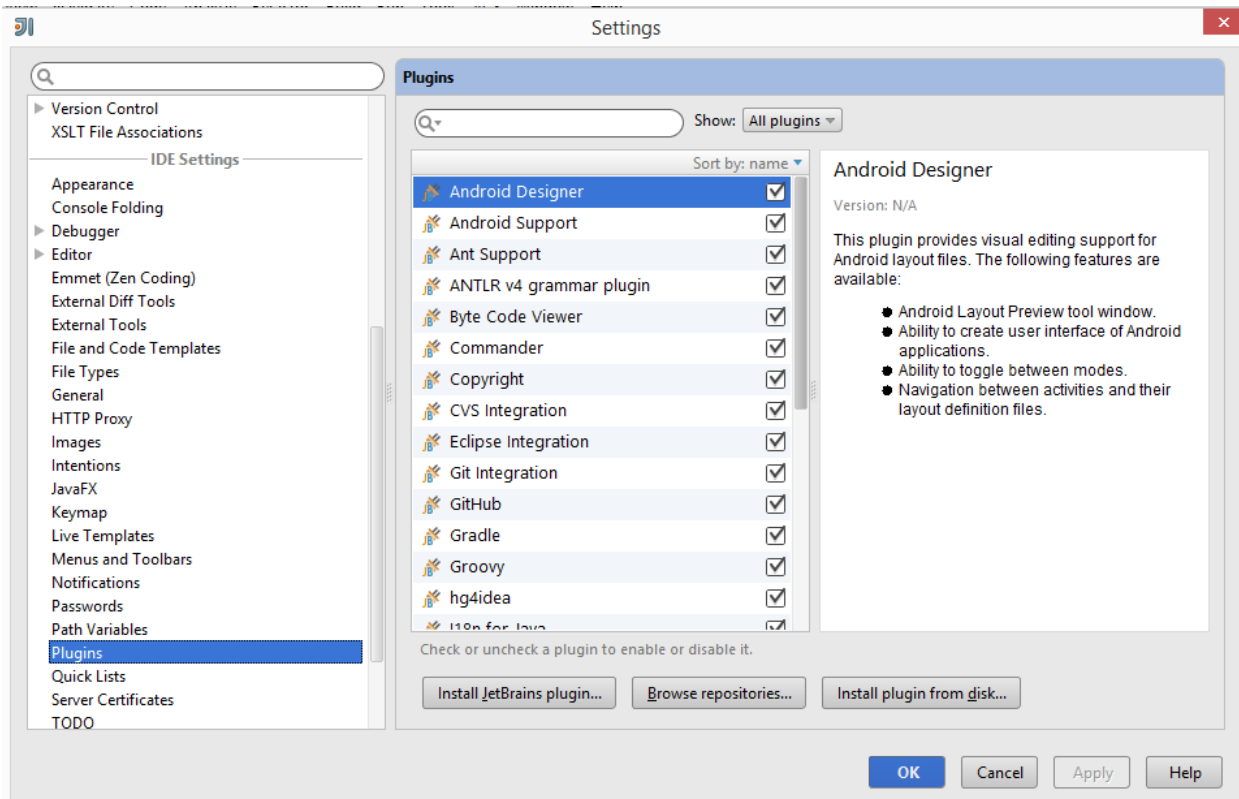 Settings
Version Control
XSLT File Associations
IDE Settings
Appearance
Console Folding
Debugger
Editor
Emmet (Zen Coding)
External Diff Tools
External Tools
File and Code Templates
File Types
General
HTTP Proxy
Images
Intentions
JavaFX
Keymap
Live Templates
Menus and Toolbars
Notifications
Passwords
Path Variables
Plugins
Quick Lists
Server Certificates
TODO
Plugins
Show: All plugins
Sort by: name
Android Designer
Android Support
Ant Support
ANTLR v4 grammar plugin
Byte Code Viewer
Commander
Copyright
CVS Integration
Eclipse Integration
Git Integration
GitHub
Gradle
Groovy
hg4idea
I18n for Java
Check or uncheck a plugin to enable or disable it.
Install JetBrains plugin...
Browse repositories...
Install plugin from disk...
Android Designer
Version: N/A
This plugin provides visual editing support for
Android layout files. The following features are
available:
Android Layout Preview tool window.
Ability to create user interface of Android
applications.
Ability to toggle between modes.
Navigation between activities and their
layout definition files.
OK
Cancel
Apply
Help